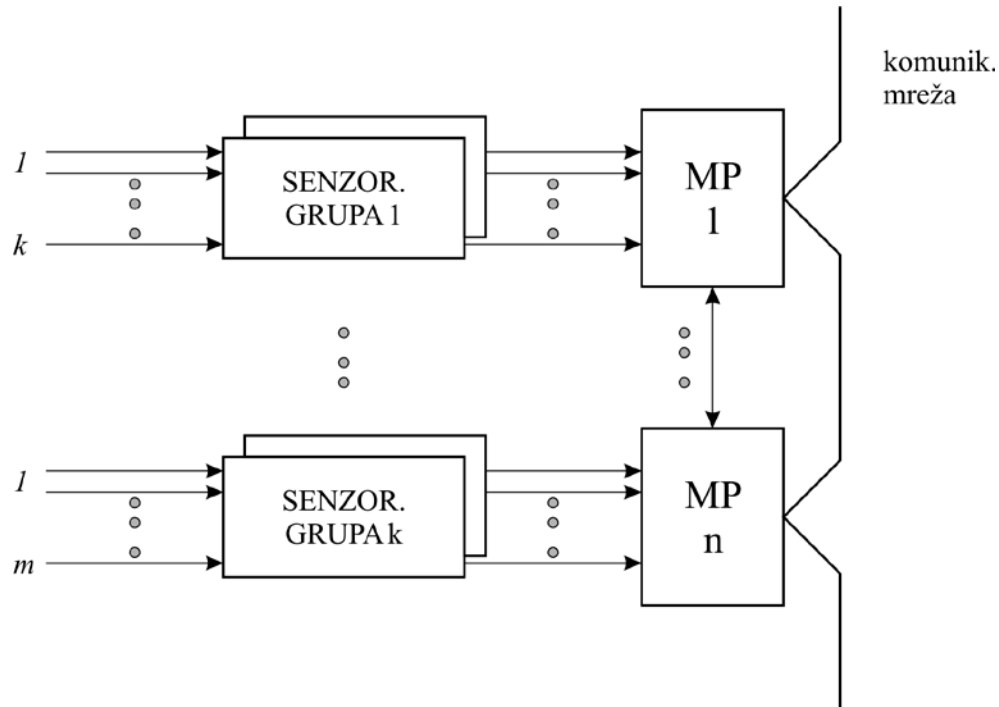 komunik.
mreža
1
k
SENZOR.
GRUPA 1
MP
1
1
m
SENZOR.
GRUPA k
MP
n